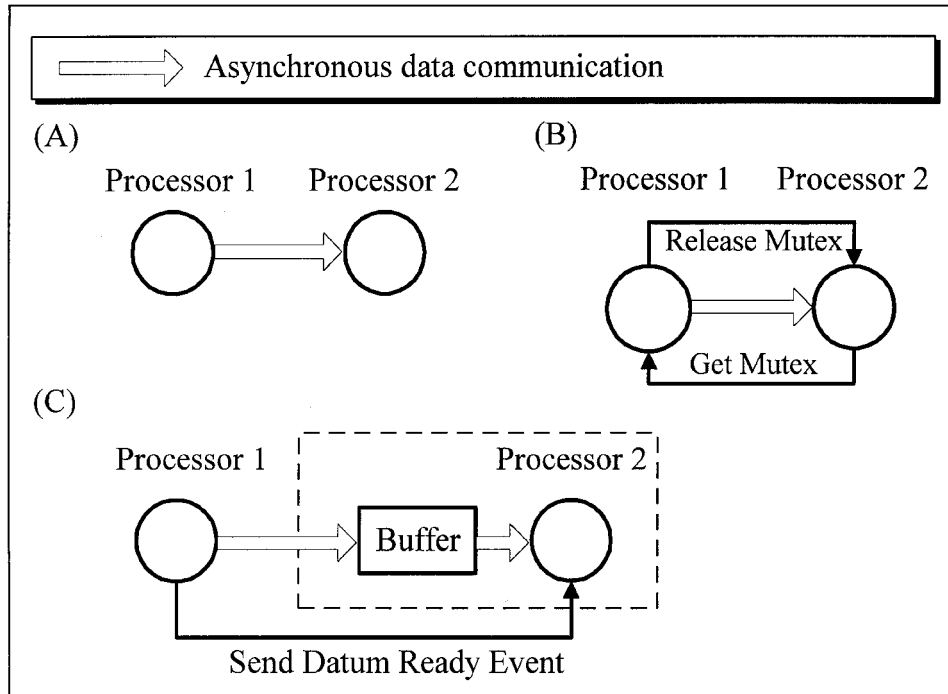 Asynchronous data communication
(A)
Processor 1 Processor 2
(B)
Processor 1 Processor 2
Release Mutex
Get Mutex
(C)
Processor 1 Processor 2
Buffer
Send Datum Ready Event